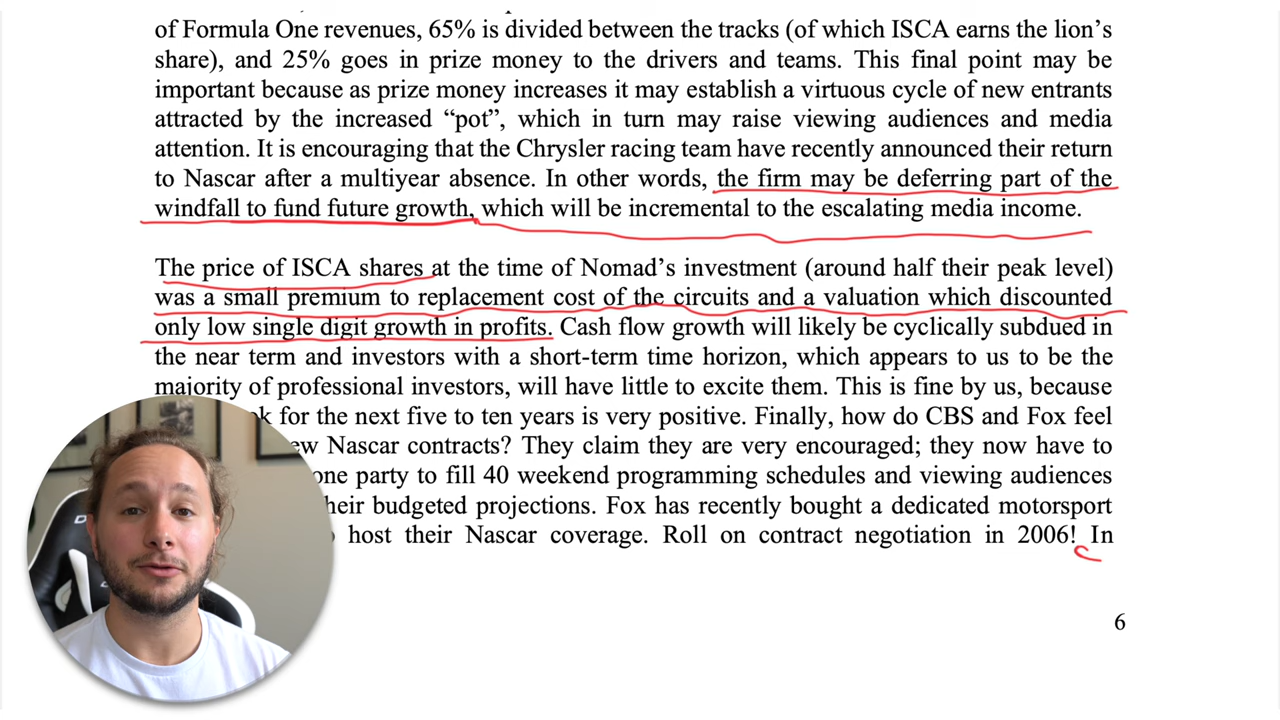 of Formula One revenues, 65% is divided between the tracks (of which ISCA earns the lion's
share), and 25% goes in prize money to the drivers and teams. This final point may be
important because as prize money increases it may establish a virtuous cycle of new entrants
attracted by the increased “pot”, which in turn may raise viewing audiences and media
attention. It is encouraging that the Chrysler racing team have recently announced their return
to Nascar after a multiyear absence. In other words, the firm may be deferring part of the
windfall to fund future growth, which will be incremental to the escalating media income.
The price of ISCA shares at the time of Nomad's investment (around half their peak level)
was a small premium to replacement cost of the circuits and a valuation which discounted
only low single digit growth in profits. Cash flow growth will likely be cyclically subdued in
the near term and investors with a short-term time horizon, which appears to us to be the
majority of professional investors, will have little to excite them. This is fine by us, because
for the next five to ten years is very positive. Finally, how do CBS and Fox feel
Nascar contracts? They claim they are very encouraged; they now have to
one party to fill 40 weekend programming schedules and viewing audiences
their budgeted projections. Fox has recently bought a dedicated motorsport
host their Nascar coverage. Roll on contract negotiation in 2006! In
6